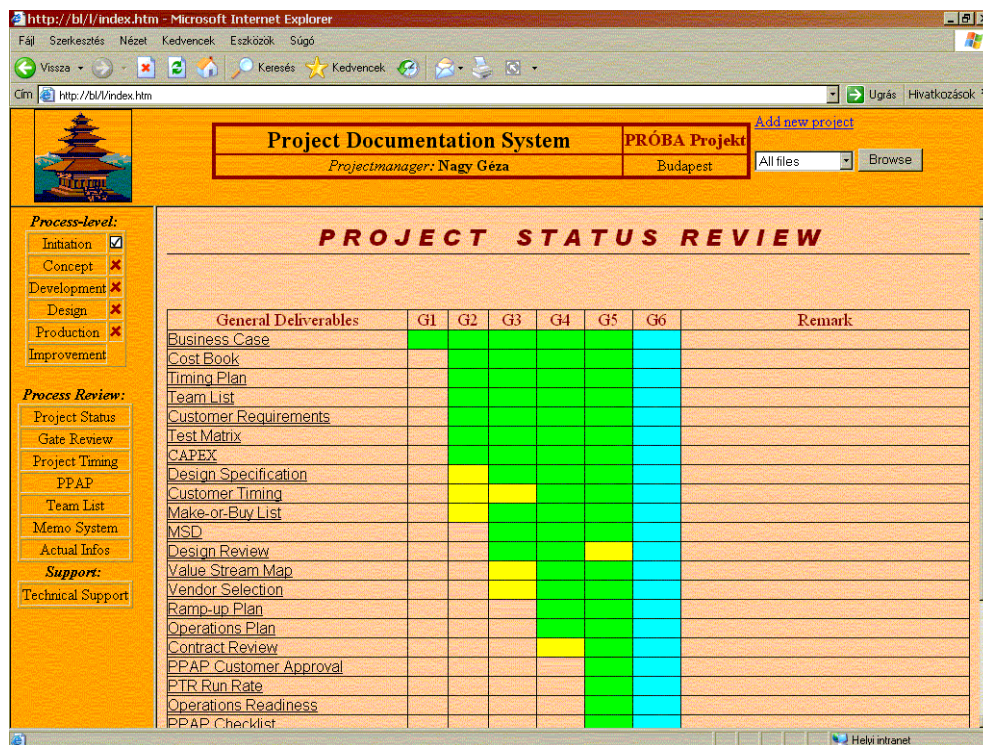 http://bl/l/index.htm - Microsoft Internet Explorer
Fájl Szerkesztés Nézet Kedvencek Eszközök Súgó
Vissza Keresés Kedvencek
Cím http://bl/l/index.htm Ugrás Hivatkozások
Project Documentation System PRÓBA Projekt
Projectmanager: Nagy Géza Budapest
Add new project
All files Browse
Process-level:
Initiation
Concept
Development
Design
Production
Improvement
Process Review:
Project Status
Gate Review
Project Timing
PPAP
Team List
Memo System
Actual Infos
Support:
Technical Support
PROJECT STATUS REVIEW
General Deliverables G1 G2 G3 G4 G5 G6 Remark
Business Case
Cost Book
Timing Plan
Team List
Customer Requirements
Test Matrix
CAPEX
Design Specification
Customer Timing
Make-or-Buy List
MSD
Design Review
Value Stream Map
Vendor Selection
Ramp-up Plan
Operations Plan
Contract Review
PPAP Customer Approval
PTR Run Rate
Operations Readiness
PPAP Checklist
Helyi intranet